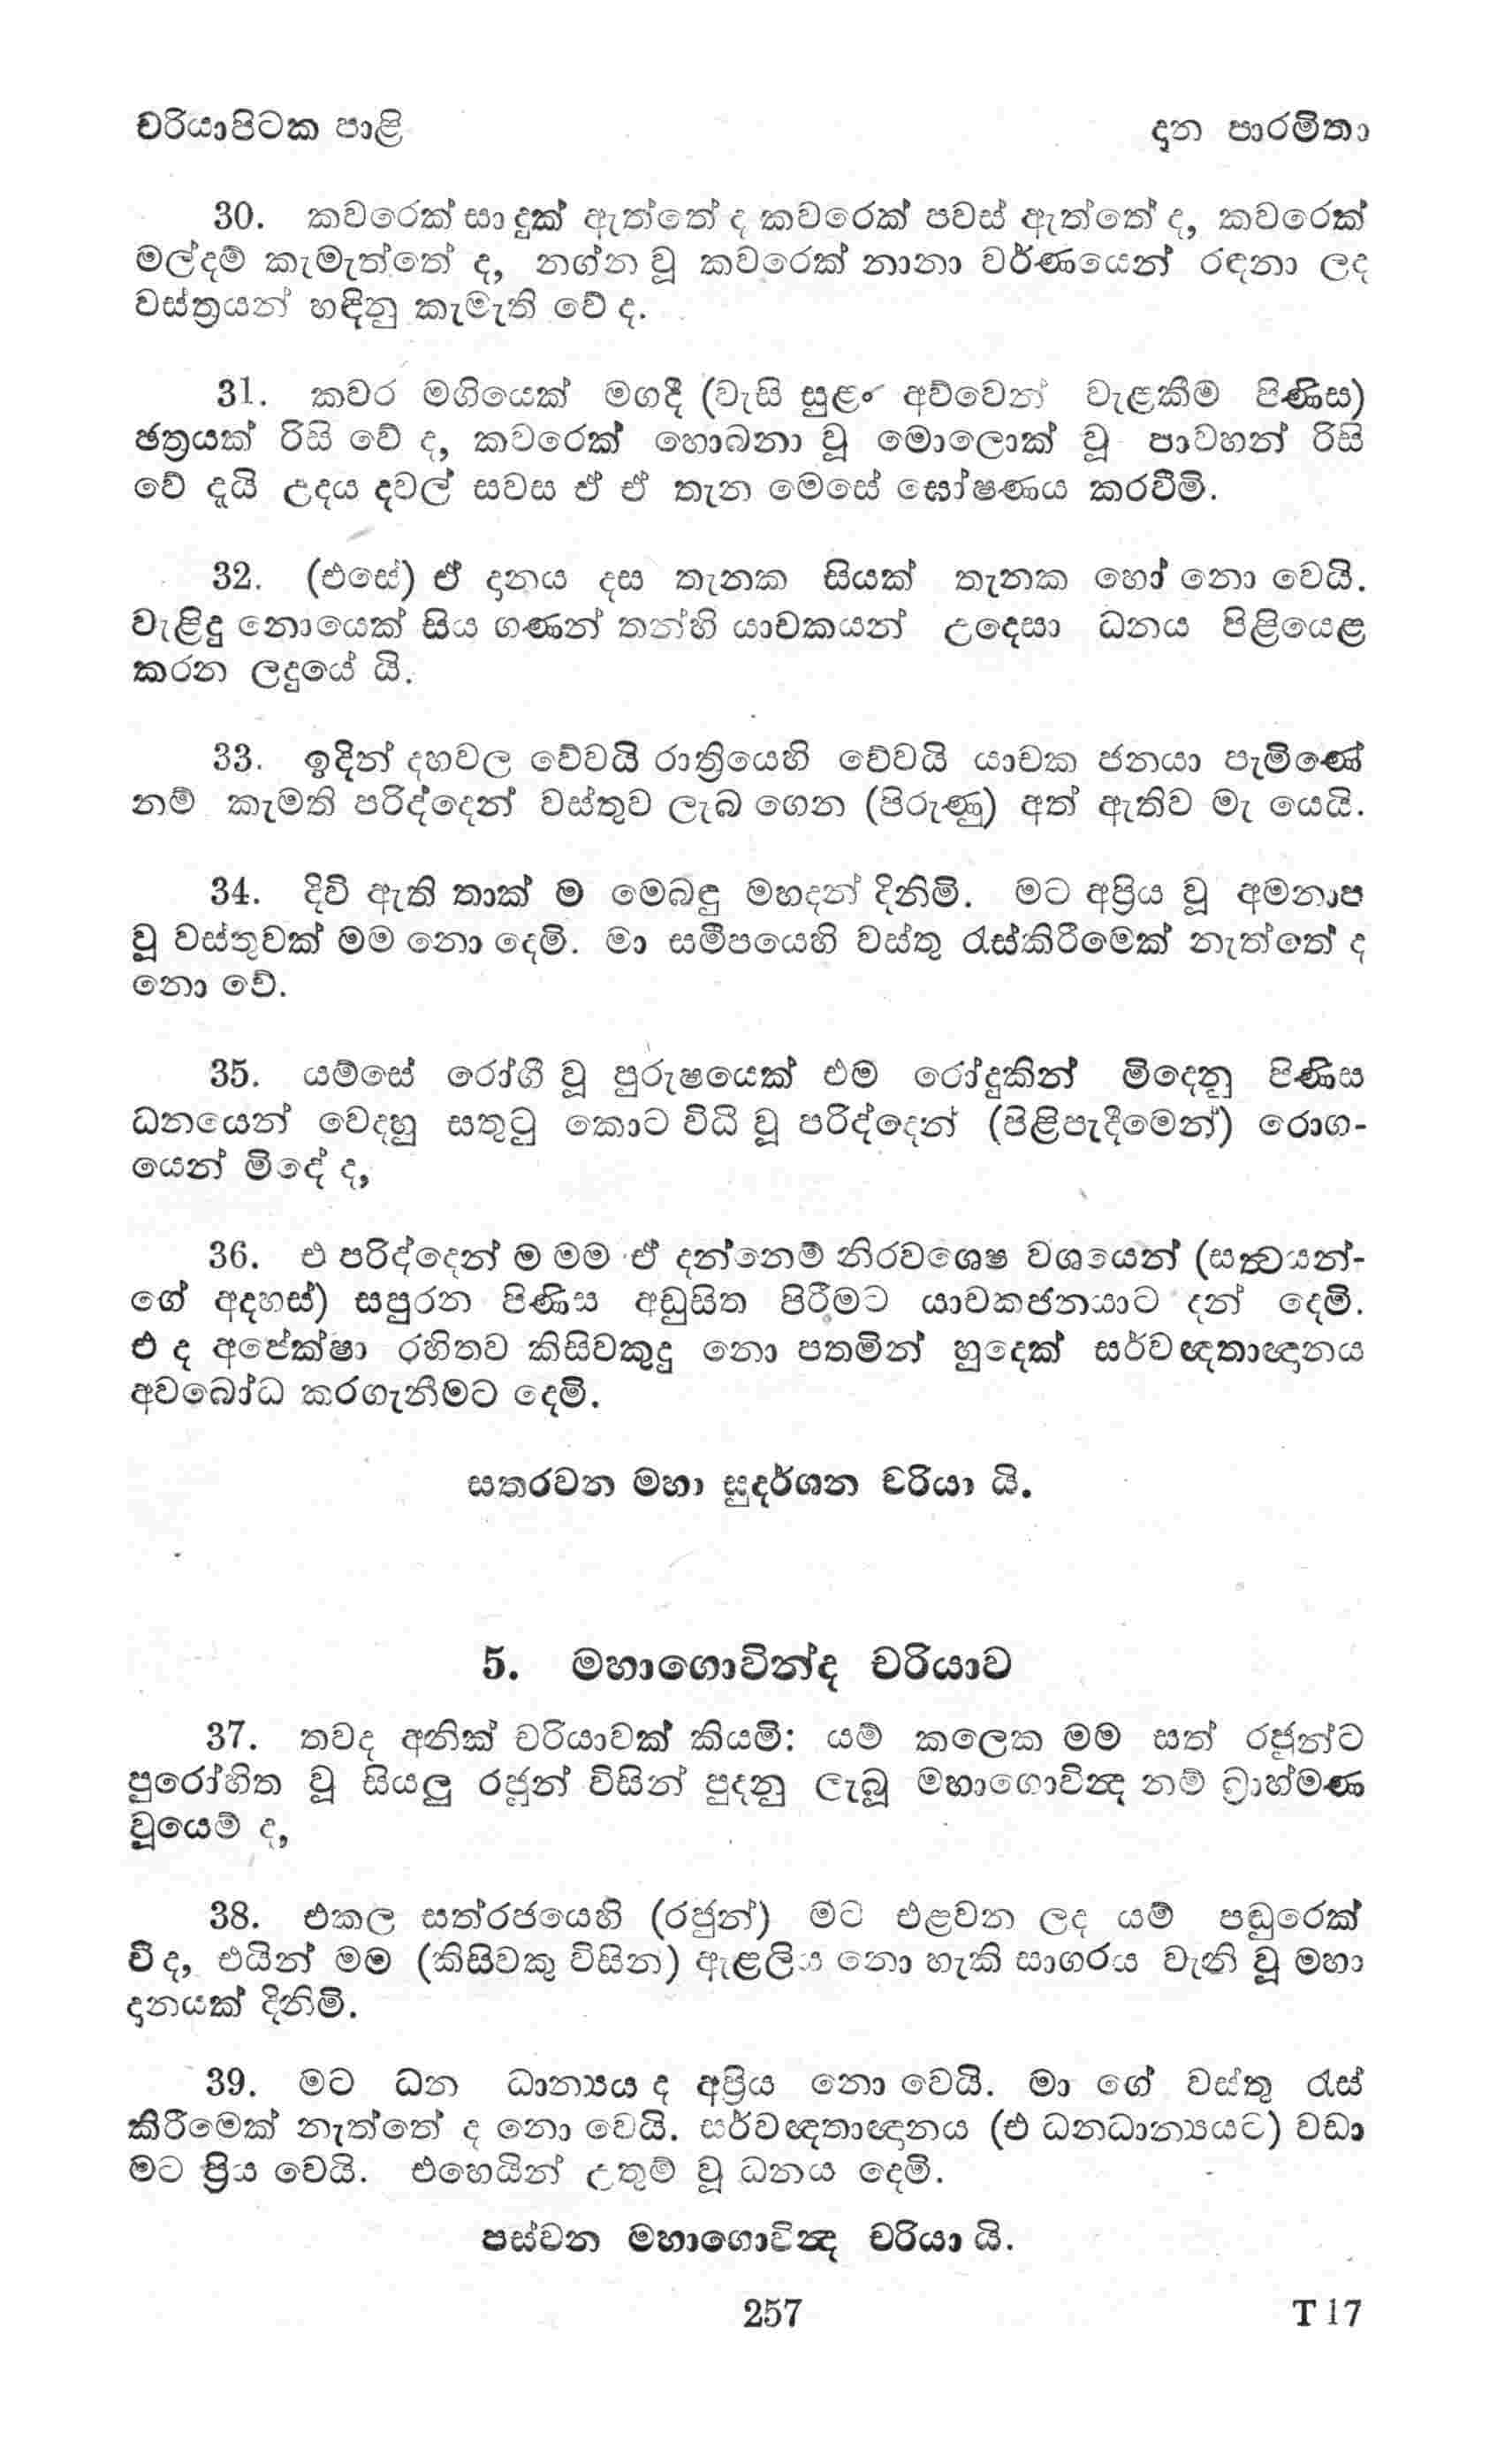 චරියාපිටක පාළි දාන පාරමිතා
30. කවරෙක් සා දුක් ඇත්තේ ද කවරෙක් පවස් ඇත්තේ ද, කවරෙක්
මල්දම් කැමැත්තේ ද, නග්න වූ කවරෙක් නානා වර්ණයෙන් රඳනා ලද
වස්ත්‍රයන් හඳිනු කැමැති වේ ද.
31. කවර මගියෙක් මගදී (වැසි සුළං අව්වෙන් වැළකීම පිණිස)
ඡත්‍රයක් රිසි වේ ද, කවරෙක් හොබනා වූ මොලොක් වූ පාවහන් රිසි
වේ දැයි උදය දවල් සවස ඒ ඒ තැන මෙසේ ඝෝෂණය කරවීමි.
32. (එසේ) ඒ දානය දස තැනක සියක් තැනක හෝ නො වෙයි.
වැළිදු නොයෙක් සිය ගණන් තන්හි යාචකයන් උදෙසා ධනය පිළියෙළ
කරන ලදුයේ යි.
33. ඉදින් දහවල වේවයි රාත්‍රියෙහි වේවයි යාචක ජනයා පැමිණේ
නම් කැමති පරිද්දෙන් වස්තුව ලැබ ගෙන (පිරුණු) අත් ඇතිව මැ යෙයි.
34. දිවි ඇති තාක් ම මෙබඳු මහදන් දිනිමි. මට අප්‍රිය වූ අමනාප
වූ වස්තුවක් මම නො දෙමි. මා සමීපයෙහි වස්තු රැස්කිරීමෙක් නැත්තේ ද
නො වේ.
35. යම්සේ රෝගී වූ පුරුෂයෙක් එම රෝදුකින් මිදෙනු පිණිස
ධනයෙන් වෙදහු සතුටු කොට විධි වූ පරිද්දෙන් (පිළිපැදීමෙන්) රොග-
යෙන් මිදේ ද,
36. එ පරිද්දෙන් ම මම ඒ දන්නෙම් නිරවශෙෂ වශයෙන් (සත්‍වයන්-
ගේ අදහස්) සපුරන පිණිස අඩුසිත පිරීමට යාචකජනයාට දන් දෙමි.
එ ද අපේක්ෂා රහිතව කිසිවකුදු නො පතමින් හුදෙක් සර්වඥතාඥානය
අවබෝධ කරගැනීමට දෙමි.
සතරවන මහා සුදර්ශන චරියා යි.
5. මහාගොවින්ද චරියාව
37. තවද අනික් චරියාවක් කියමි: යම් කලෙක මම සත් රජුන්ට
පුරෝහිත වූ සියලු රජුන් විසින් පුදනු ලැබූ මහාගොවින්‍ද නම් බ්‍රාහ්මණ
වූයෙම් ද,
38. එකල සත්රජයෙහි (රජුන්) මට එළවන ලද යම් පඬුරෙක්
වී ද, එයින් මම (කිසිවකු විසින) ඇළලිය නො හැකි සාගරය වැනි වූ මහා
දානයක් දිනිමි.
39. මට ධන ධාන්‍යය ද අප්‍රිය නො වෙයි. මා ගේ වස්තු රැස්
කිරීමෙක් නැත්තේ ද නො වෙයි. සර්වඥතාඥානය (එ ධනධාන්‍යයට) වඩා
මට ප්‍රිය වෙයි. එහෙයින් උතුම් වූ ධනය දෙමි.
පස්වන මහාගොවින්‍ද චරියා යි.
257 T 17